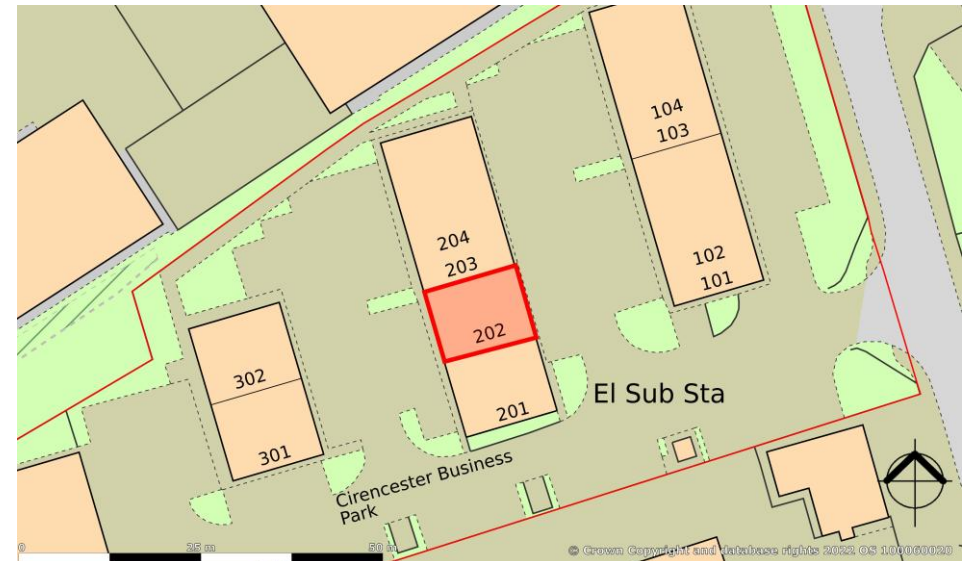 104
103
204
203
102
101
202
302
El Sub Sta
201
301
Cirencester Business
Park
0
25 m
50 m
© Crown Copyright and database rights 2022 OS 100060020